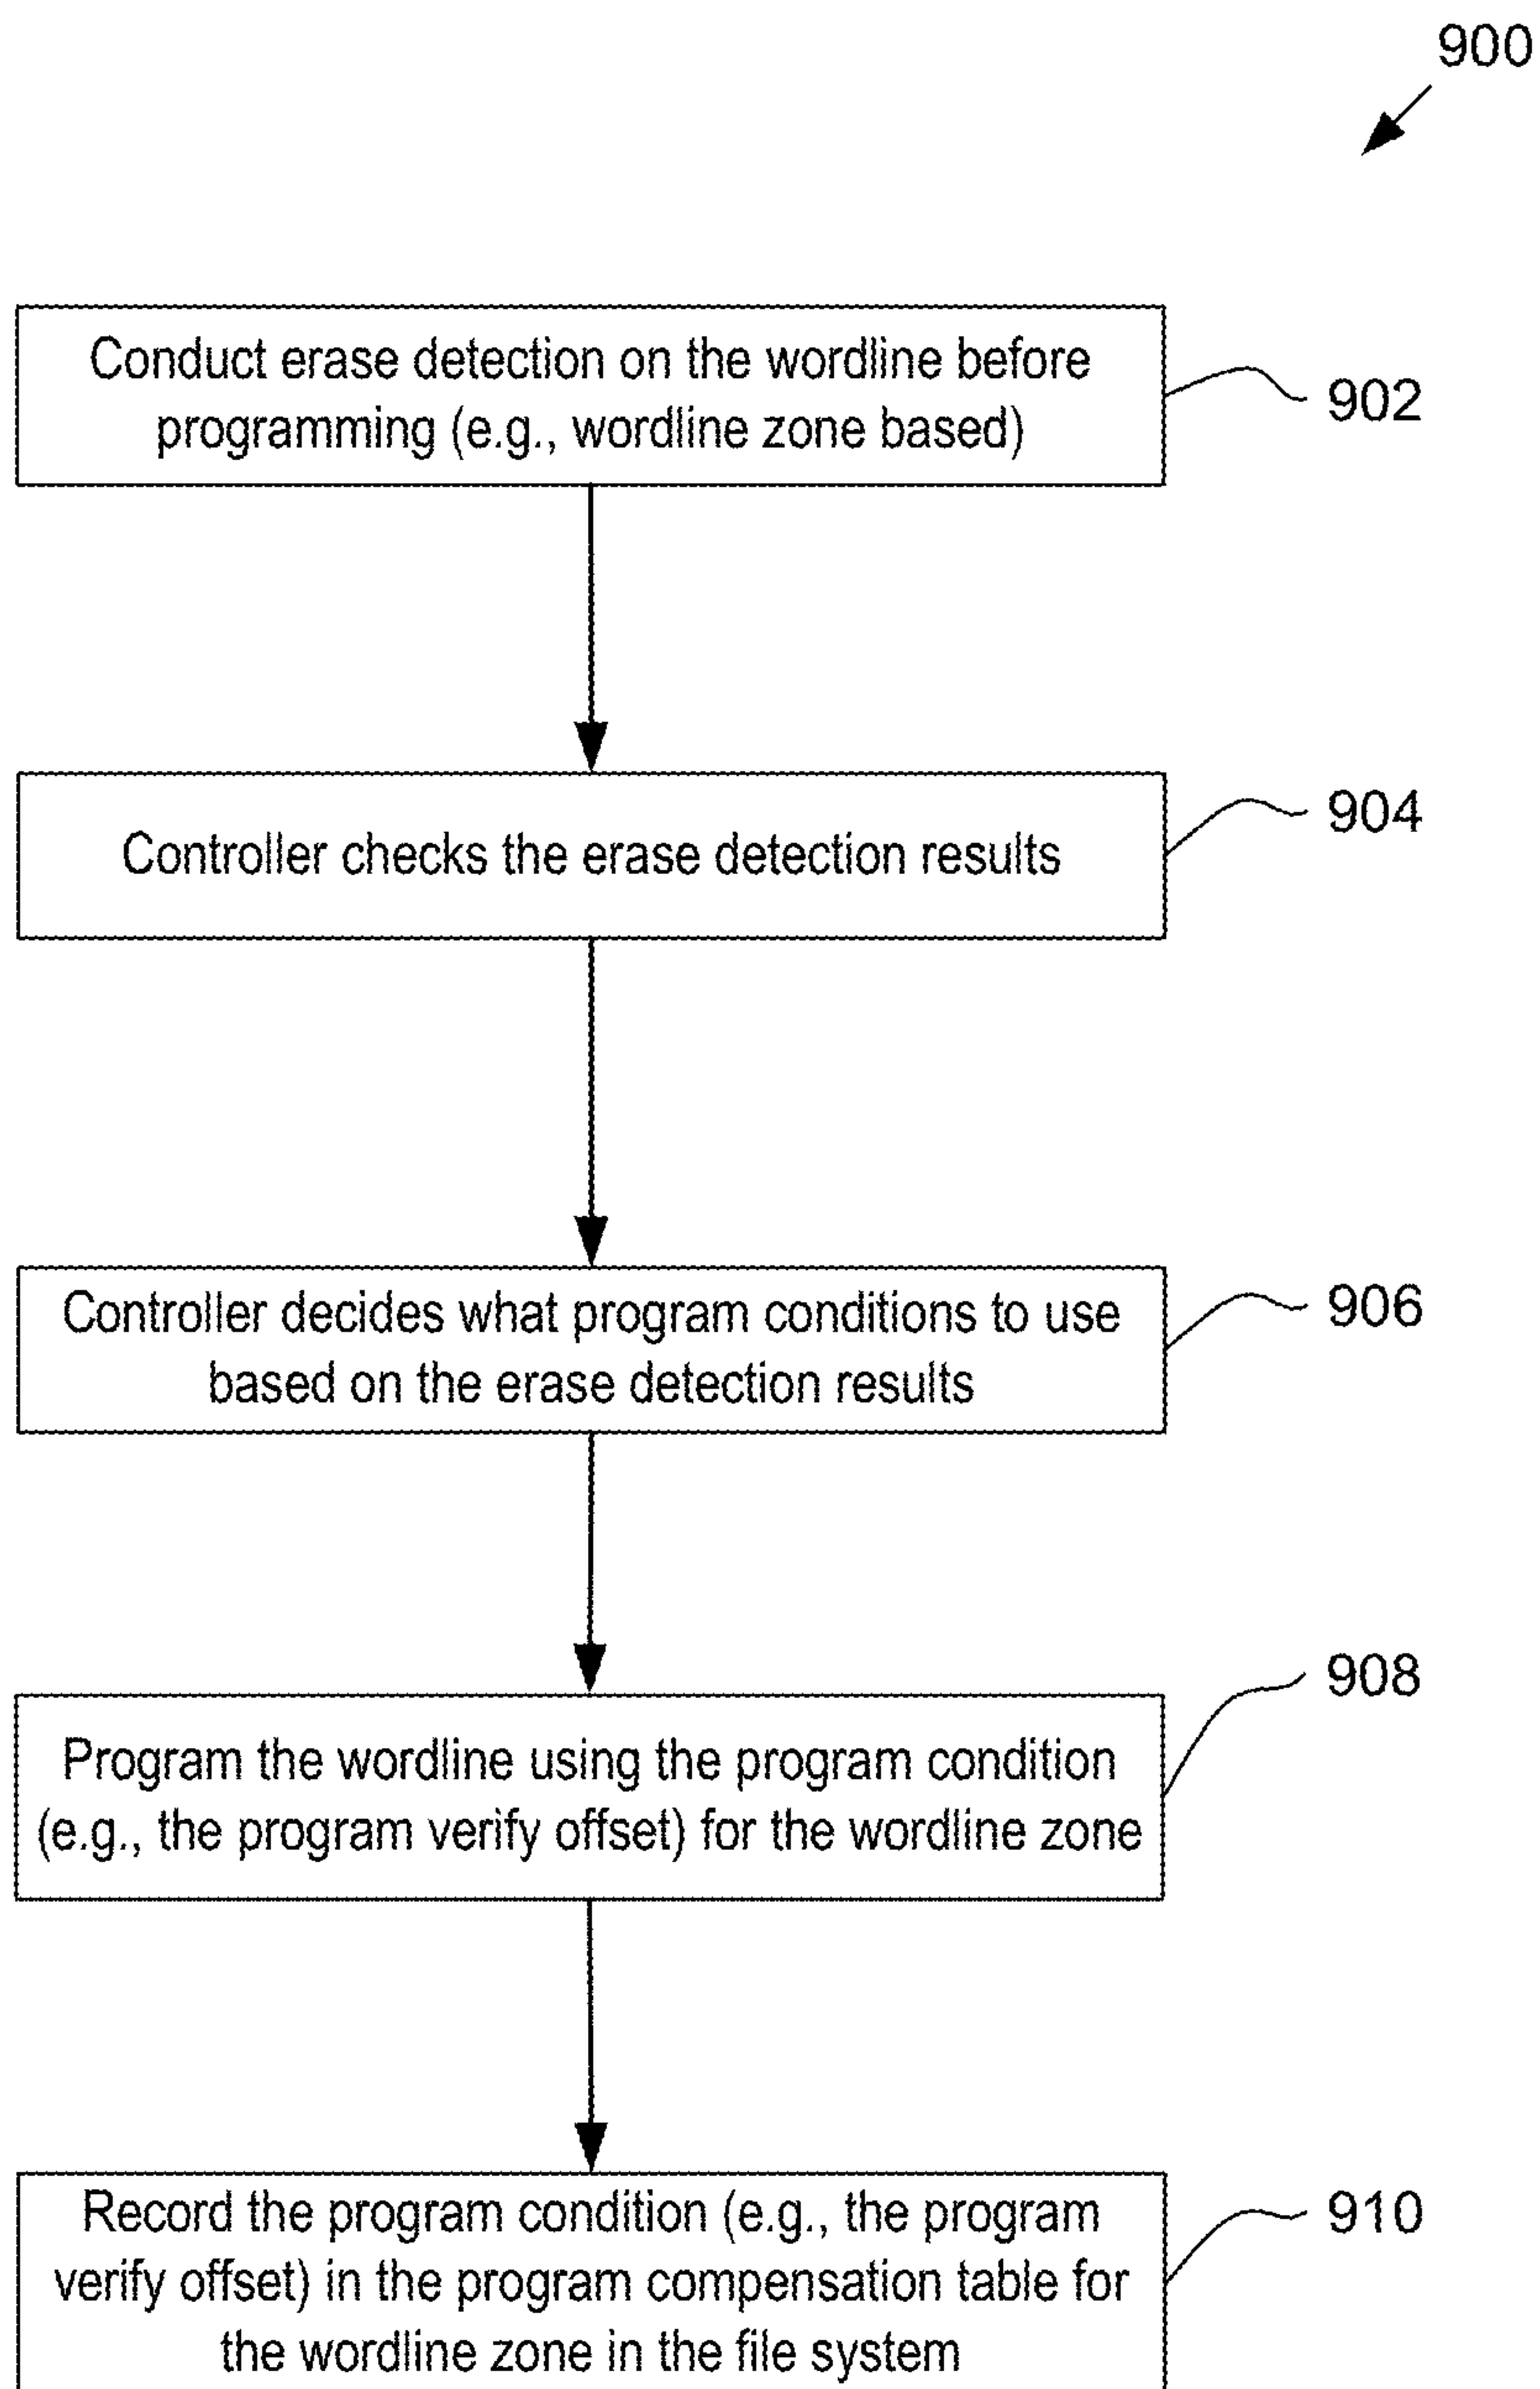 900
Conduct erase detection on the wordline before
programming (e.g., wordline zone based)
902
Controller checks the erase detection results
904
Controller decides what program conditions to use
based on the erase detection results
906
Program the wordline using the program condition
(e.g., the program verify offset) for the wordline zone
908
Record the program condition (e.g., the program
verify offset) in the program compensation table for
the wordline zone in the file system
910